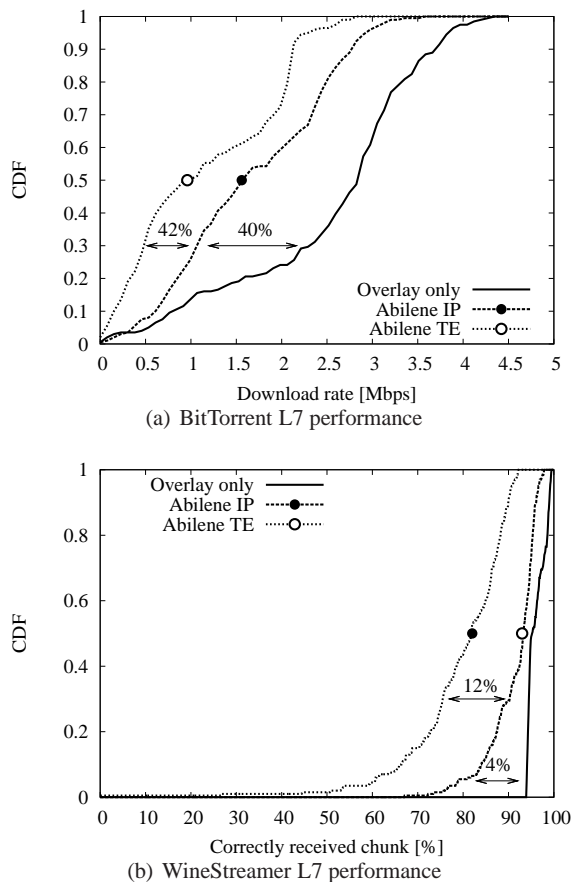 1
0.9
0.8
0.7
0.6
0.5
0.4
0.3
0.2
0.1
0
CDF
42%
40%
Overlay only
Abilene IP
Abilene TE
0 0.5 1 1.5 2 2.5 3 3.5 4 4.5 5
Download rate [Mbps]
(a) BitTorrent L7 performance
1
0.8
0.6
0.4
0.2
0
CDF
Overlay only
Abilene IP
Abilene TE
12%
4%
0 10 20 30 40 50 60 70 80 90 100
Correctly received chunk [%]
(b) WineStreamer L7 performance